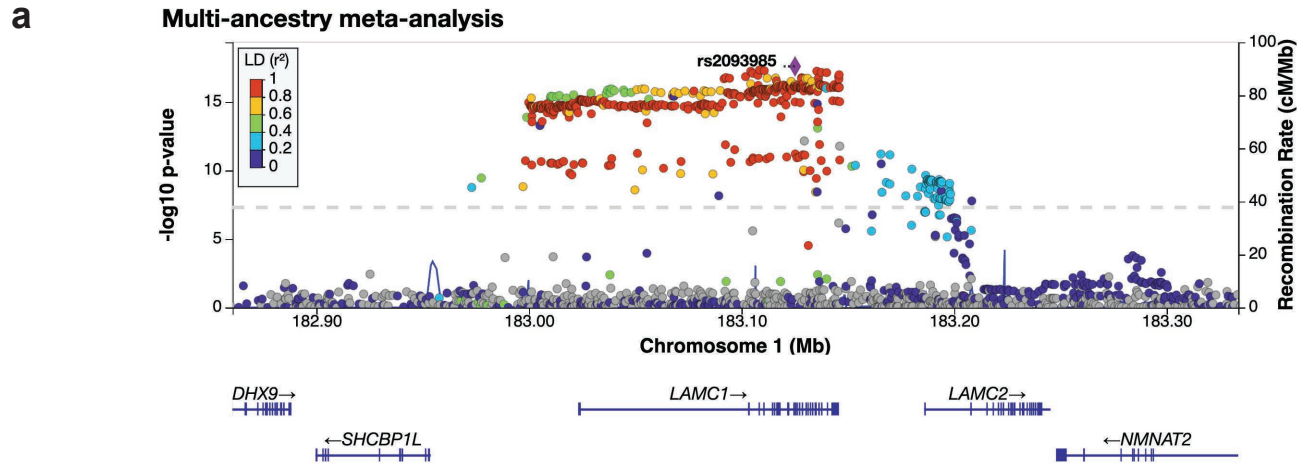 a
Multi-ancestry meta-analysis
LD (r²)
1
0.8
0.6
0.4
0.2
0
rs2093985
15
10
5
0
-log10 p-value
100
80
60
40
20
0
Recombination Rate (cM/Mb)
182.90
183.00
183.10
183.20
183.30
Chromosome 1 (Mb)
DHX9→
LAMC1→
LAMC2→
←SHCBP1L
←NMNAT2